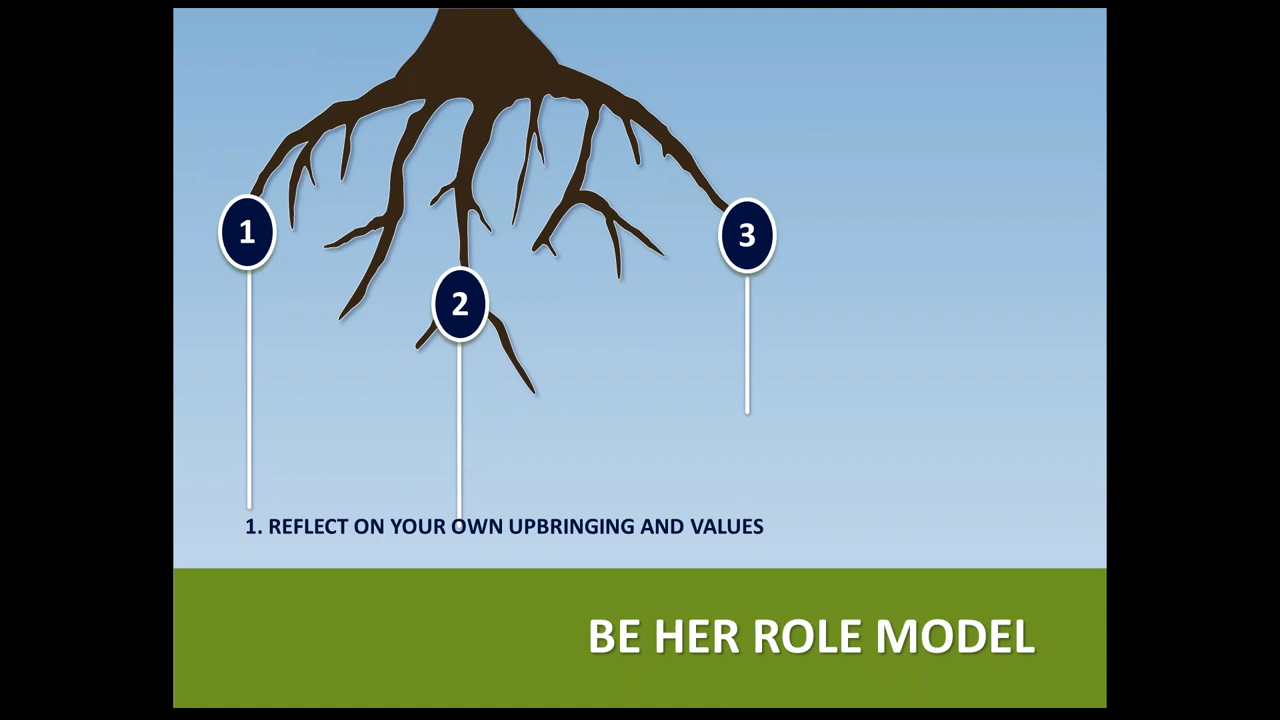 1
3
2
1. REFLECT ON YOUR OWN UPBRINGING AND VALUES
BE HER ROLE MODEL